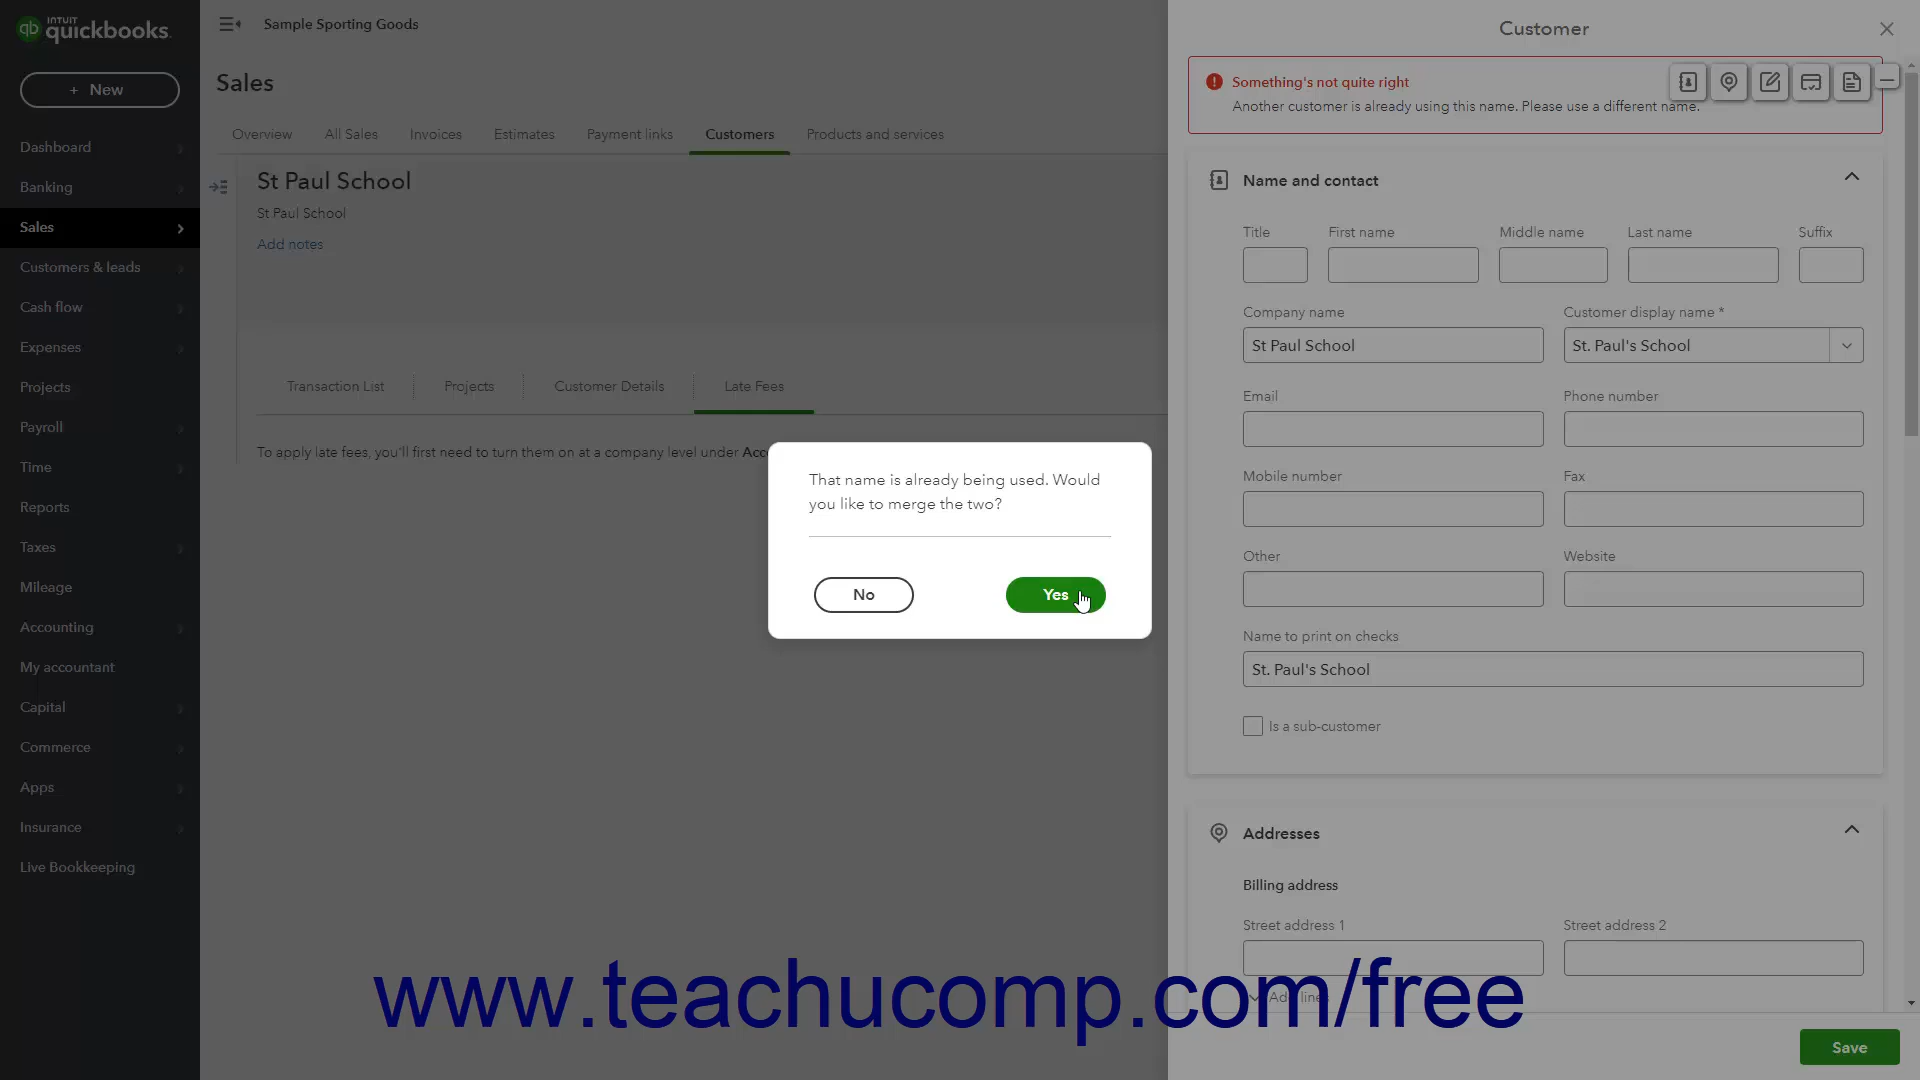 INTUIT
qb quickbooks.
+ New
Dashboard
Banking
Sales
Customers & leads
Cash flow
Expenses
Projects
Payroll
Time
Reports
Taxes
Mileage
Accounting
My accountant
Capital
Commerce
Apps
Insurance
Live Bookkeeping
Sample Sporting Goods
Sales
Overview
All Sales
Invoices
Estimates
Payment links
Customers
Products and services
St Paul School
St Paul School
Add notes
Transaction List
Projects
Customer Details
Late Fees
To apply late fees, you'll first need to turn them on at a company level under
That name is already being used. Would
you like to merge the two?
No
Yes
Customer
Something's not quite right
Another customer is already using this name. Please use a different name.
Name and contact
Title
First name
Middle name
Last name
Suffix
Company name
Customer display name *
St Paul School
St. Paul's School
Email
Phone number
Mobile number
Fax
Other
Website
Name to print on checks
St. Paul's School
Is a sub-customer
Addresses
Billing address
Street address 1
Street address 2
Add lines
www.teachucomp.com/free
Save